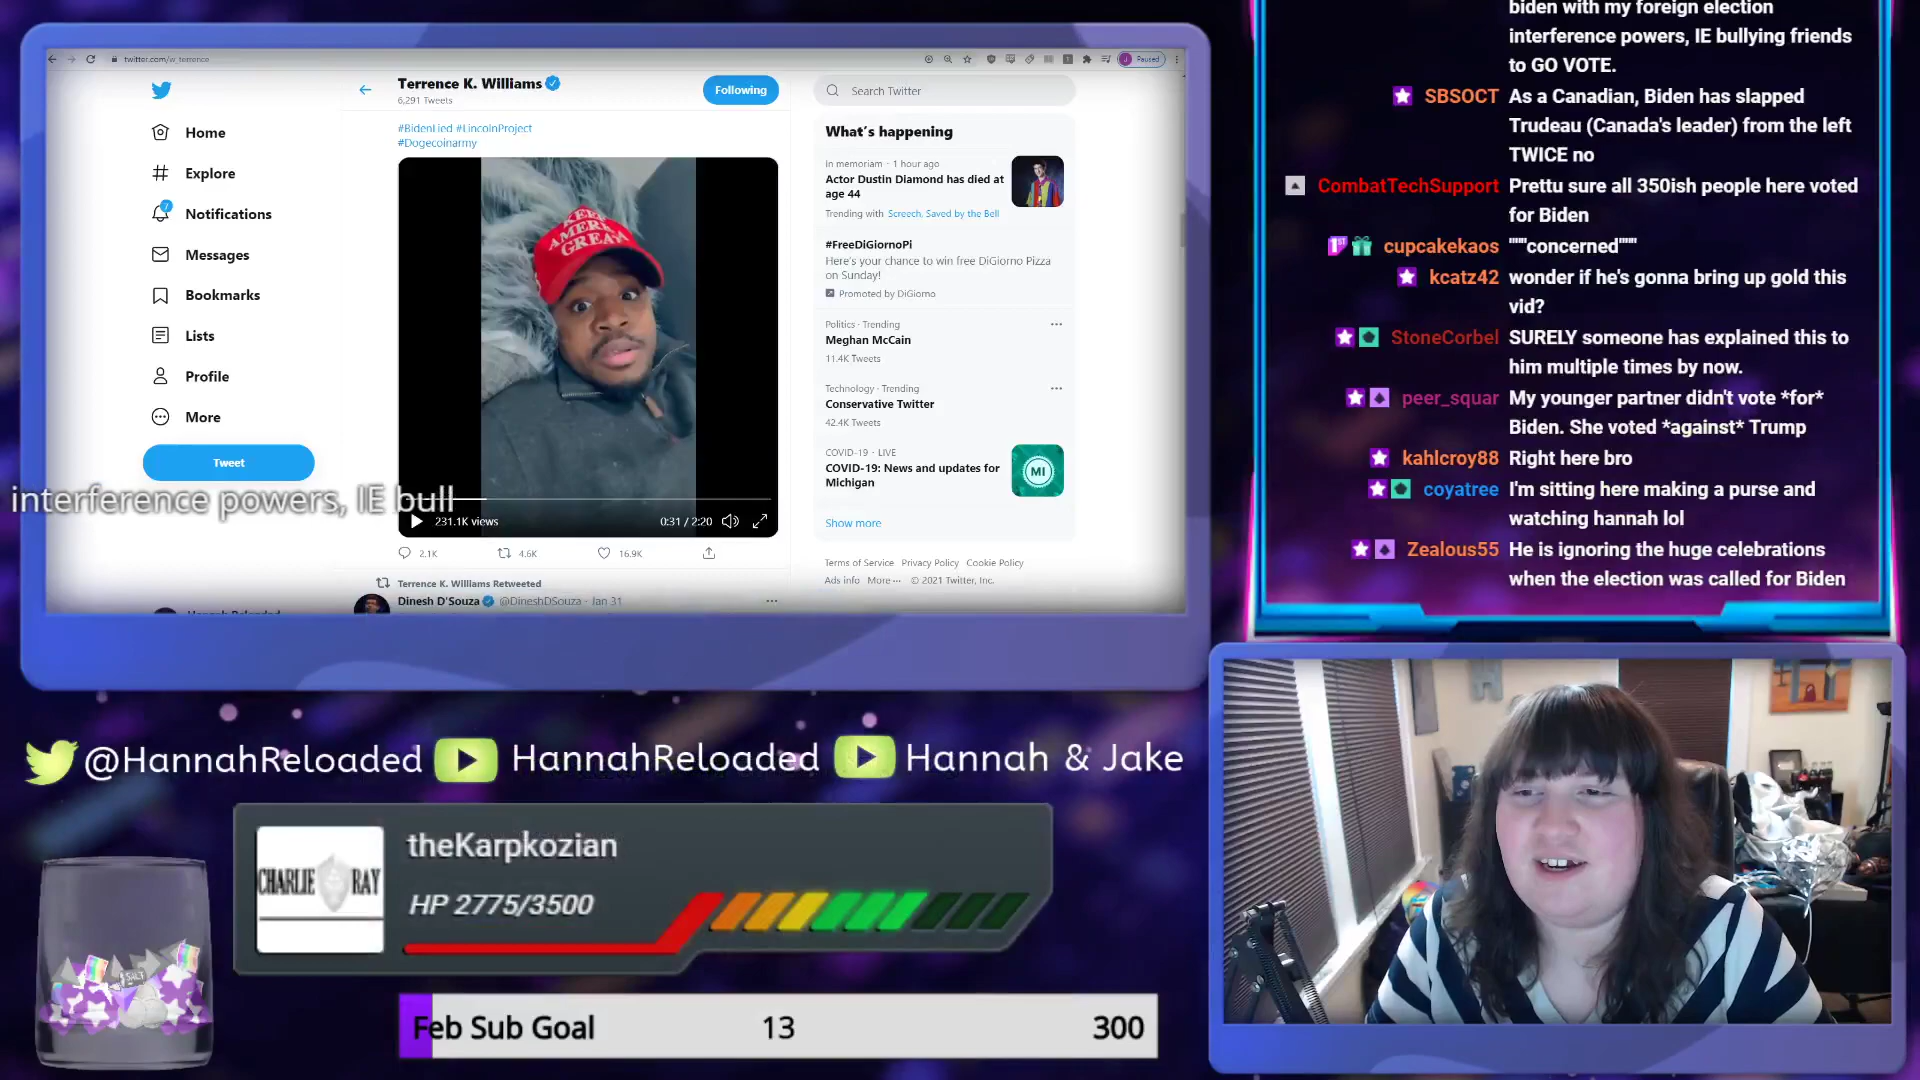 twitter.com/w_terrence
Paused
Terrence K. Williams
6,291 Tweets
Following
Search Twitter
Home
Explore
7
Notifications
Messages
Bookmarks
Lists
Profile
More
Tweet
#BidenLied #LincolnProject
#Dogecoinarmy
KEEP
AMERICA
GREAT
231.1K views
0:31 / 2:20
2.1K
4.6K
16.9K
Terrence K. Williams Retweeted
Dinesh D'Souza @DineshDSouza · Jan 31
What's happening
In memoriam · 1 hour ago
Actor Dustin Diamond has died at
age 44
Trending with Screech, Saved by the Bell
#FreeDiGiornoPi
Here's your chance to win free DiGiorno Pizza
on Sunday!
Promoted by DiGiorno
Politics · Trending
Meghan McCain
11.4K Tweets
Technology · Trending
Conservative Twitter
42.4K Tweets
COVID-19 · LIVE
COVID-19: News and updates for
Michigan
MI
Show more
Terms of Service Privacy Policy Cookie Policy
Ads info More ··· © 2021 Twitter, Inc.
interference powers, IE bull
biden with my foreign election
interference powers, IE bullying friends
to GO VOTE.
SBSOCT As a Canadian, Biden has slapped
Trudeau (Canada's leader) from the left
TWICE no
CombatTechSupport Prettu sure all 350ish people here voted
for Biden
1ST cupcakekaos """concerned"""
kcatz42 wonder if he's gonna bring up gold this
vid?
StoneCorbel SURELY someone has explained this to
him multiple times by now.
peer_squar My younger partner didn't vote *for*
Biden. She voted *against* Trump
kahlcroy88 Right here bro
coyatree I'm sitting here making a purse and
watching hannah lol
Zealous55 He is ignoring the huge celebrations
when the election was called for Biden
@HannahReloaded HannahReloaded Hannah & Jake
CHARLIE RAY
theKarpkozian
HP 2775/3500
SALT
Feb Sub Goal 13 300